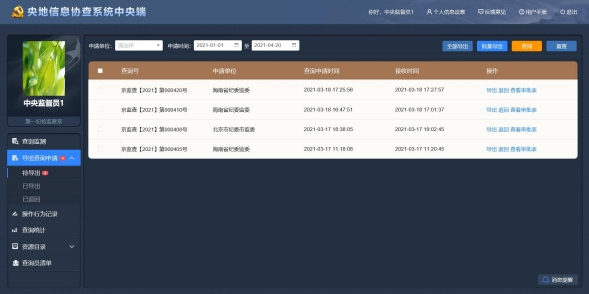 央地信息协查系统中央端
你好，中央监督员1 个人信息设置 反馈意见 用户手册 退出
申请单位： 请选择 申请时间： 2021-01-01 至 2021-04-20 全部导出 批量导出 查询 重置
中央监督员1
第一纪检监察室
查询监测
导出查询申请
待导出
已导出
已退回
操作行为记录
查询统计
资源目录
查询员清单
查询号 申请单位 查询申请时间 接收时间 操作
京监查【2021】第000420号 海南省纪委监委 2021-03-18 17:25:56 2021-03-18 17:27:57 导出 退回 查看审批表
京监查【2021】第000410号 海南省纪委监委 2021-03-18 16:47:51 2021-03-18 17:01:37 导出 退回 查看审批表
京监查【2021】第000408号 北京市纪委市监委 2021-03-17 18:38:05 2021-03-17 19:02:45 导出 退回 查看审批表
京监查【2021】第000405号 海南省纪委监委 2021-03-17 11:18:08 2021-03-17 11:20:45 导出 退回 查看审批表
消息提醒